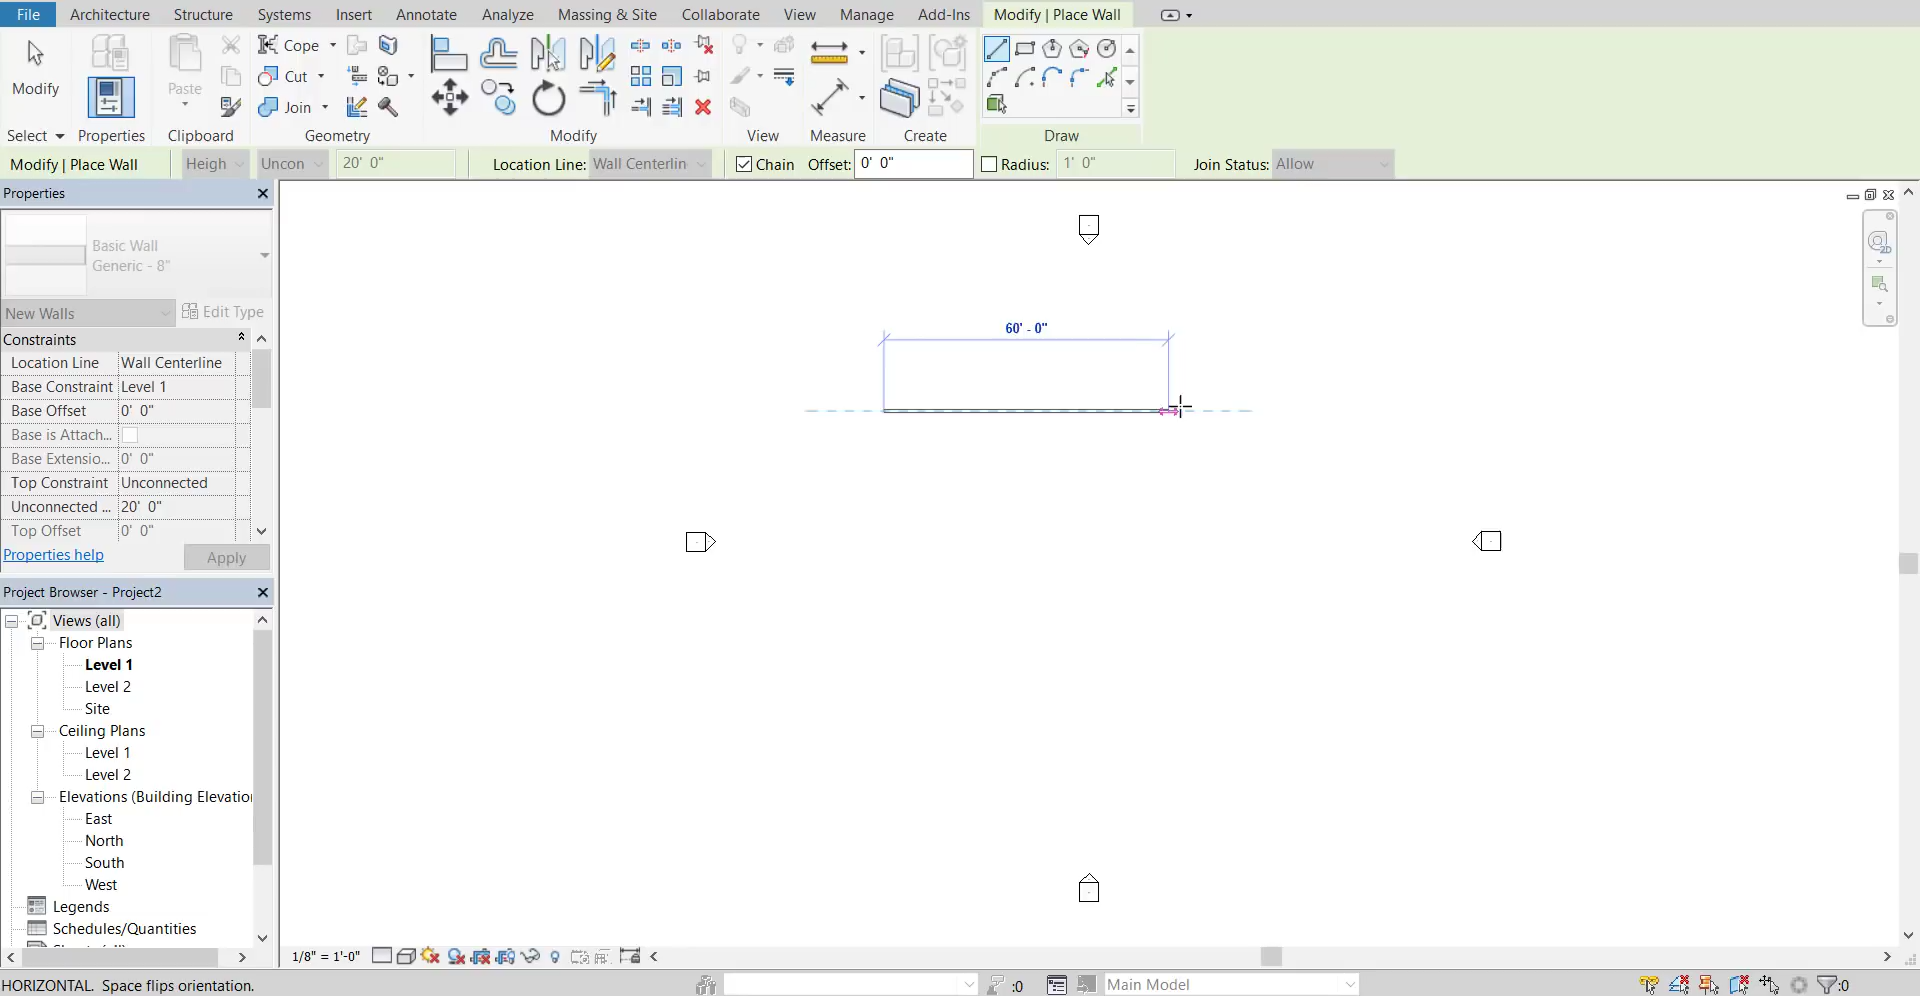 File Architecture Structure Systems Insert Annotate Analyze Massing & Site Collaborate View Manage Add-Ins Modify | Place Wall
Modify Paste Cope Cut Join
Select Properties Clipboard Geometry Modify View Measure Create Draw
Modify | Place Wall Heigh Uncon 20' 0" Location Line: Wall Centerlin Chain Offset: 0' 0" Radius: 1' 0" Join Status: Allow
Properties
Basic Wall
Generic - 8"
New Walls Edit Type
Constraints
Location Line Wall Centerline
Base Constraint Level 1
Base Offset 0' 0"
Base is Attach...
Base Extensio... 0' 0"
Top Constraint Unconnected
Unconnected ... 20' 0"
Top Offset 0' 0"
Properties help Apply
Project Browser - Project2
Views (all)
Floor Plans
Level 1
Level 2
Site
Ceiling Plans
Level 1
Level 2
Elevations (Building Elevatio
East
North
South
West
Legends
Schedules/Quantities
60' - 0"
2D
1/8" = 1'-0"
HORIZONTAL. Space flips orientation. :0 Main Model :0